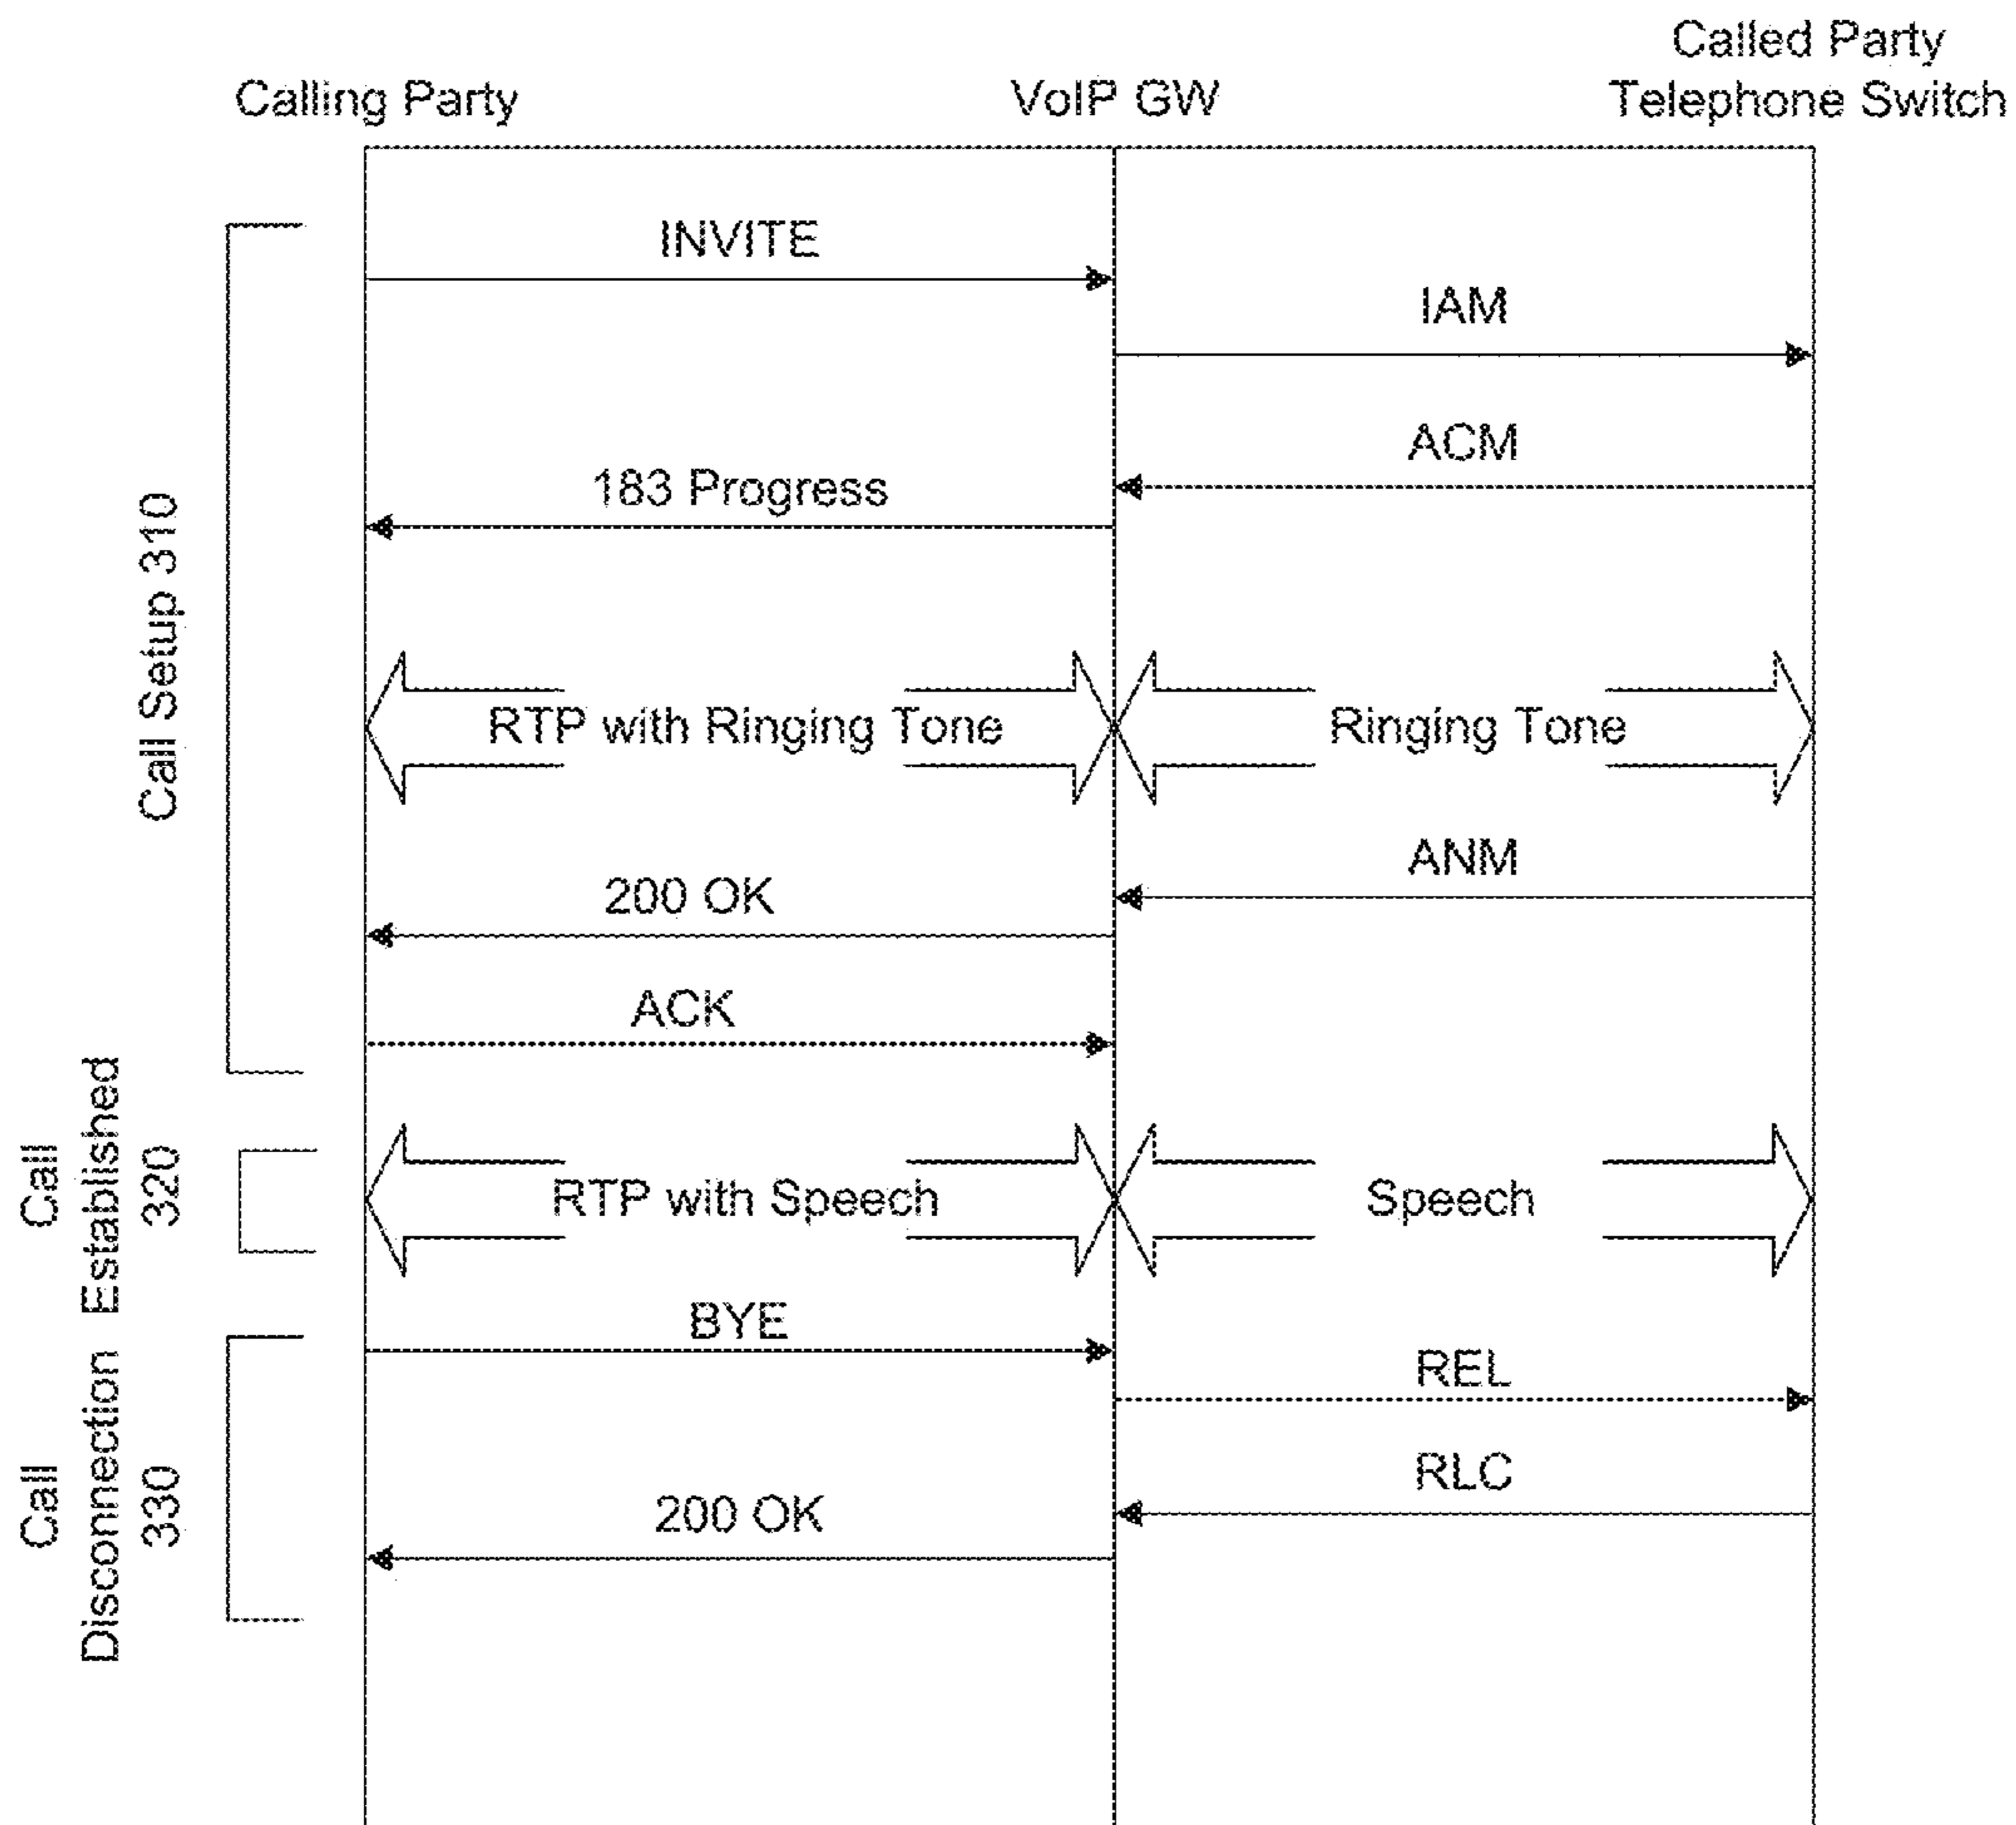 Calling Party
VoIP GW
Called Party
Telephone Switch
INVITE
IAM
ACM
183 Progress
Call Setup 310
RTP with Ringing Tone
Ringing Tone
ANM
200 OK
ACK
Call
Established
320
RTP with Speech
Speech
BYE
REL
Call
Disconnection
330
RLC
200 OK